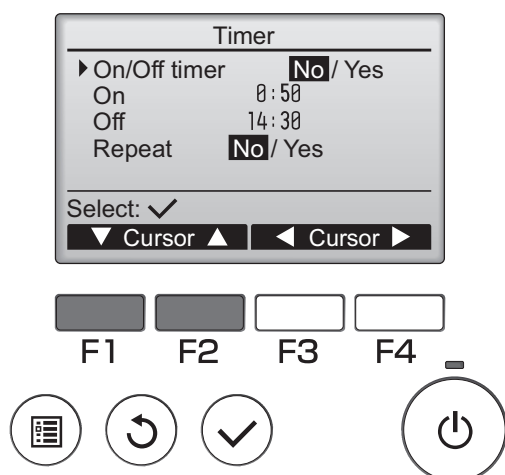 Timer
On/Off timer No / Yes
On 0:50
Off 14:30
Repeat No / Yes
Select:
Cursor Cursor
F1 F2 F3 F4